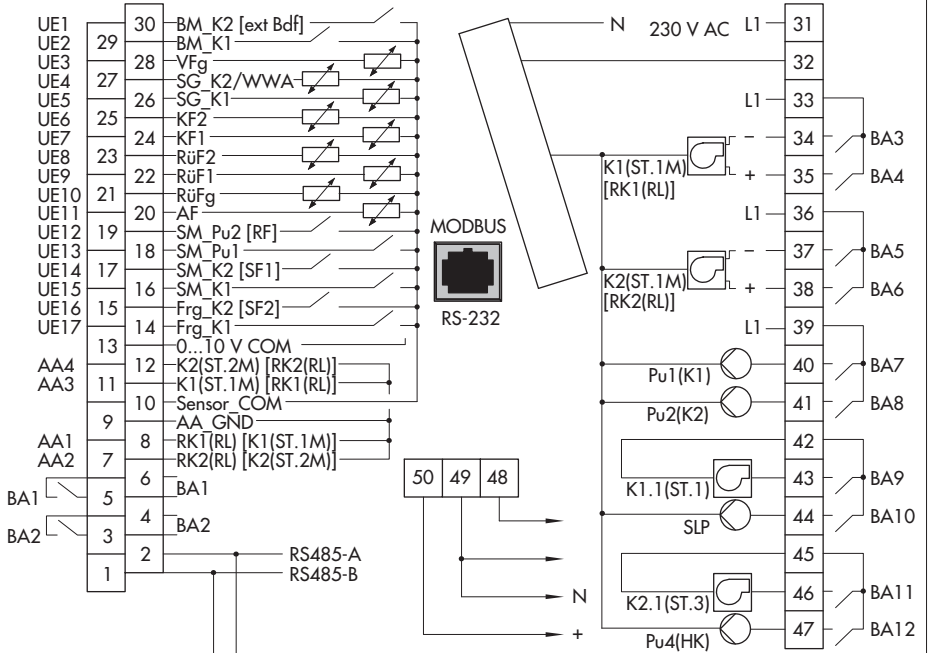 UE1 30 BM_K2 [ext Bdf]
UE2 29 BM_K1
UE3 28 VFg
UE4 27 SG_K2/WWA
UE5 26 SG_K1
UE6 25 KF2
UE7 24 KF1
UE8 23 RüF2
UE9 22 RüF1
UE10 21 RüFg
UE11 20 AF
UE12 19 SM_Pu2 [RF]
UE13 18 SM_Pu1
UE14 17 SM_K2 [SF1]
UE15 16 SM_K1
UE16 15 Frg_K2 [SF2]
UE17 14 Frg_K1
13 0...10 V COM
AA4 12 K2(ST.2M) [RK2(RL)]
AA3 11 K1(ST.1M) [RK1(RL)]
10 Sensor_COM
9 AA_GND
AA1 8 RK1(RL) [K1(ST.1M)]
AA2 7 RK2(RL) [K2(ST.2M)]
6 BA1
BA1 5
4 BA2
BA2 3
2 RS485-A
1 RS485-B
MODBUS
RS-232
50 49 48
N
+
N 230 V AC L1 31
32
L1 33
− 34 BA3
K1(ST.1M)
[RK1(RL)]
+ 35 BA4
L1 36
− 37 BA5
K2(ST.1M)
[RK2(RL)]
+ 38 BA6
L1 39
40 BA7
Pu1(K1)
41 BA8
Pu2(K2)
42
43 BA9
K1.1(ST.1)
44 BA10
SLP
45
46 BA11
K2.1(ST.3)
47 BA12
Pu4(HK)